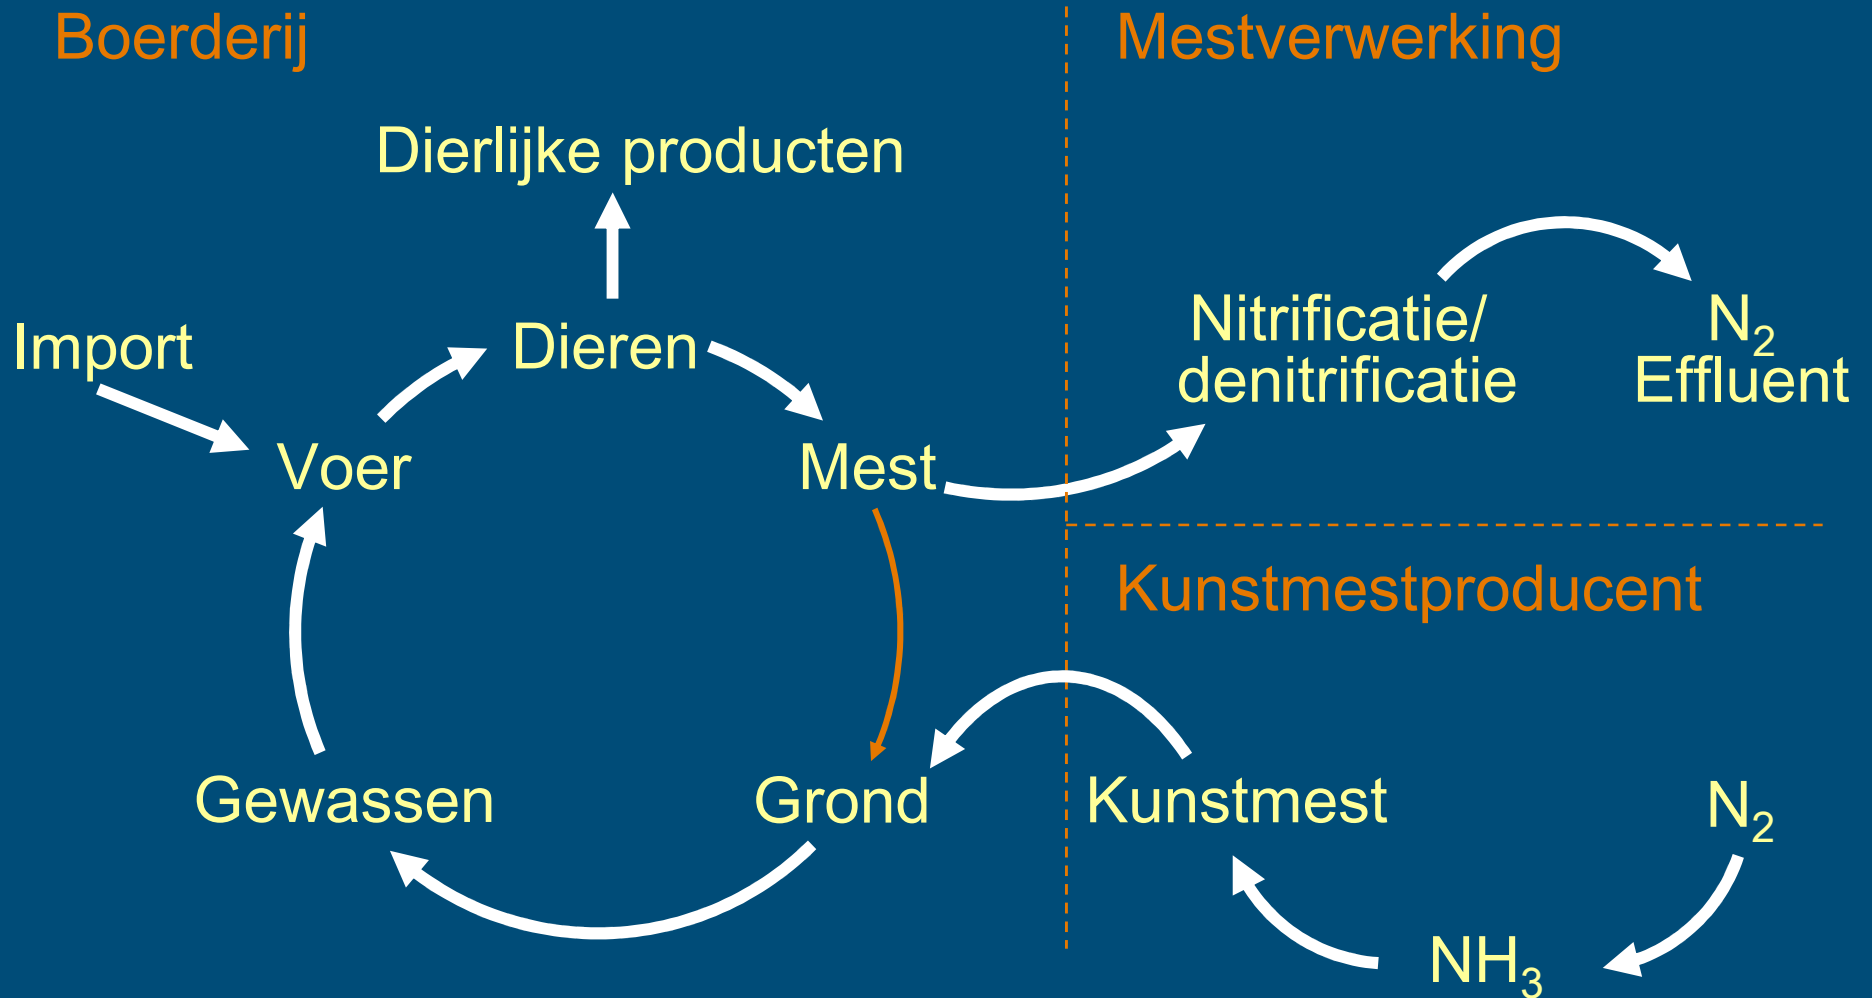 Boerderij
Mestverwerking
Dierlijke producten
Import
Dieren
Nitrificatie/
denitrificatie
N₂
Effluent
Voer
Mest
Kunstmestproducent
Gewassen
Grond
Kunstmest
N₂
NH₃